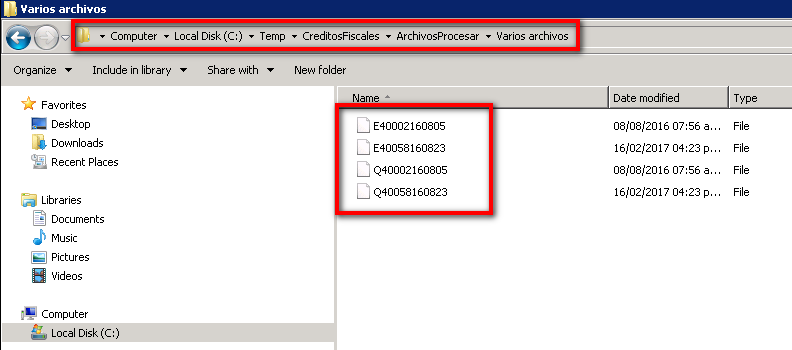 Varios archivos
Computer Local Disk (C:) Temp CreditosFiscales ArchivosProcesar Varios archivos
Organize Include in library Share with New folder
Favorites
Desktop
Downloads
Recent Places
Libraries
Documents
Music
Pictures
Videos
Computer
Local Disk (C:)
Name Date modified Type
E40002160805 08/08/2016 07:56 a... File
E40058160823 16/02/2017 04:23 p... File
Q40002160805 08/08/2016 07:56 a... File
Q40058160823 16/02/2017 04:23 p... File